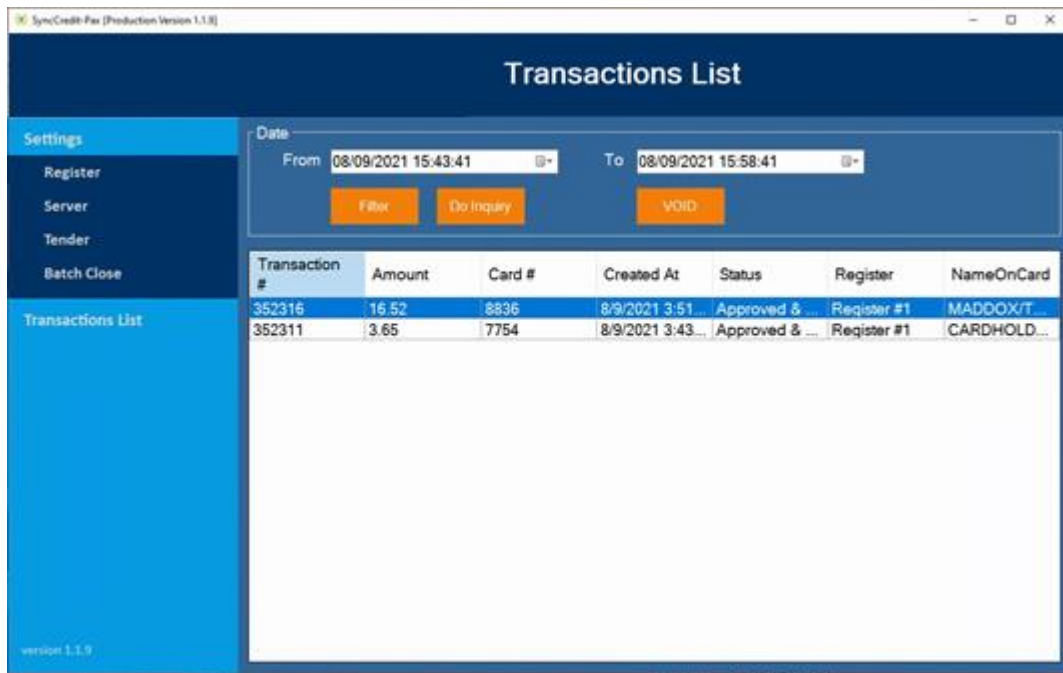 SyncCredit-Pax [Production Version 1.1.9]
Transactions List
Settings
Register
Server
Tender
Batch Close
Transactions List
version 1.1.9
Date
From 08/09/2021 15:43:41 To 08/09/2021 15:58:41
Filter Do Inquiry VOID
Transaction # Amount Card # Created At Status Register NameOnCard
352316 16.52 8836 8/9/2021 3:51... Approved & ... Register #1 MADDOX/T...
352311 3.65 7754 8/9/2021 3:43... Approved & ... Register #1 CARDHOLD...